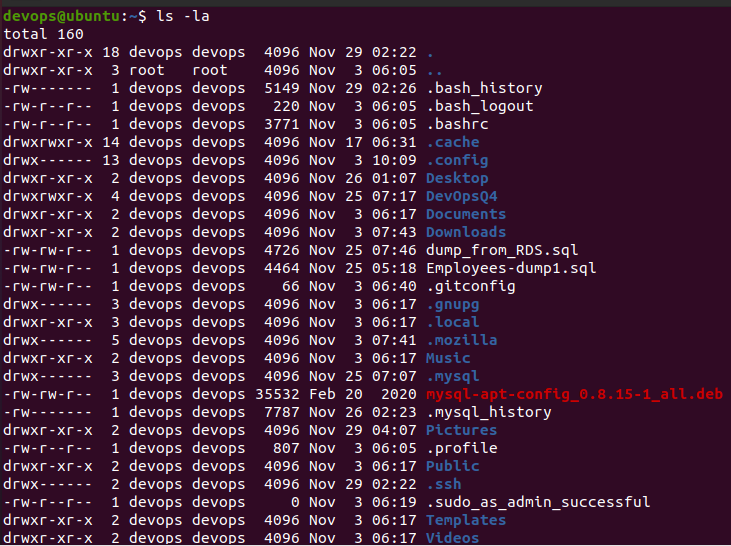 devops@ubuntu:~$ ls -la
total 160
drwxr-xr-x 18 devops devops  4096 Nov 29 02:22 .
drwxr-xr-x  3 root   root    4096 Nov  3 06:05 ..
-rw-------  1 devops devops  5149 Nov 29 02:26 .bash_history
-rw-r--r--  1 devops devops   220 Nov  3 06:05 .bash_logout
-rw-r--r--  1 devops devops  3771 Nov  3 06:05 .bashrc
drwxrwxr-x 14 devops devops  4096 Nov 17 06:31 .cache
drwx------ 13 devops devops  4096 Nov  3 10:09 .config
drwxr-xr-x  2 devops devops  4096 Nov 26 01:07 Desktop
drwxrwxr-x  4 devops devops  4096 Nov 25 07:17 DevOpsQ4
drwxr-xr-x  2 devops devops  4096 Nov  3 06:17 Documents
drwxr-xr-x  2 devops devops  4096 Nov  3 07:43 Downloads
-rw-rw-r--  1 devops devops  4726 Nov 25 07:46 dump_from_RDS.sql
-rw-rw-r--  1 devops devops  4464 Nov 25 05:18 Employees-dump1.sql
-rw-rw-r--  1 devops devops    66 Nov  3 06:40 .gitconfig
drwx------  3 devops devops  4096 Nov  3 06:17 .gnupg
drwxr-xr-x  3 devops devops  4096 Nov  3 06:17 .local
drwx------  5 devops devops  4096 Nov  3 07:41 .mozilla
drwxr-xr-x  2 devops devops  4096 Nov  3 06:17 Music
drwx------  3 devops devops  4096 Nov 25 07:07 .mysql
-rw-rw-r--  1 devops devops 35532 Feb 20  2020 mysql-apt-config_0.8.15-1_all.deb
-rw-------  1 devops devops  7787 Nov 26 02:23 .mysql_history
drwxr-xr-x  2 devops devops  4096 Nov 29 04:07 Pictures
-rw-r--r--  1 devops devops   807 Nov  3 06:05 .profile
drwxr-xr-x  2 devops devops  4096 Nov  3 06:17 Public
drwx------  2 devops devops  4096 Nov 29 02:22 .ssh
-rw-r--r--  1 devops devops     0 Nov  3 06:19 .sudo_as_admin_successful
drwxr-xr-x  2 devops devops  4096 Nov  3 06:17 Templates
drwxr-xr-x  2 devops devops  4096 Nov  3 06:17 Videos